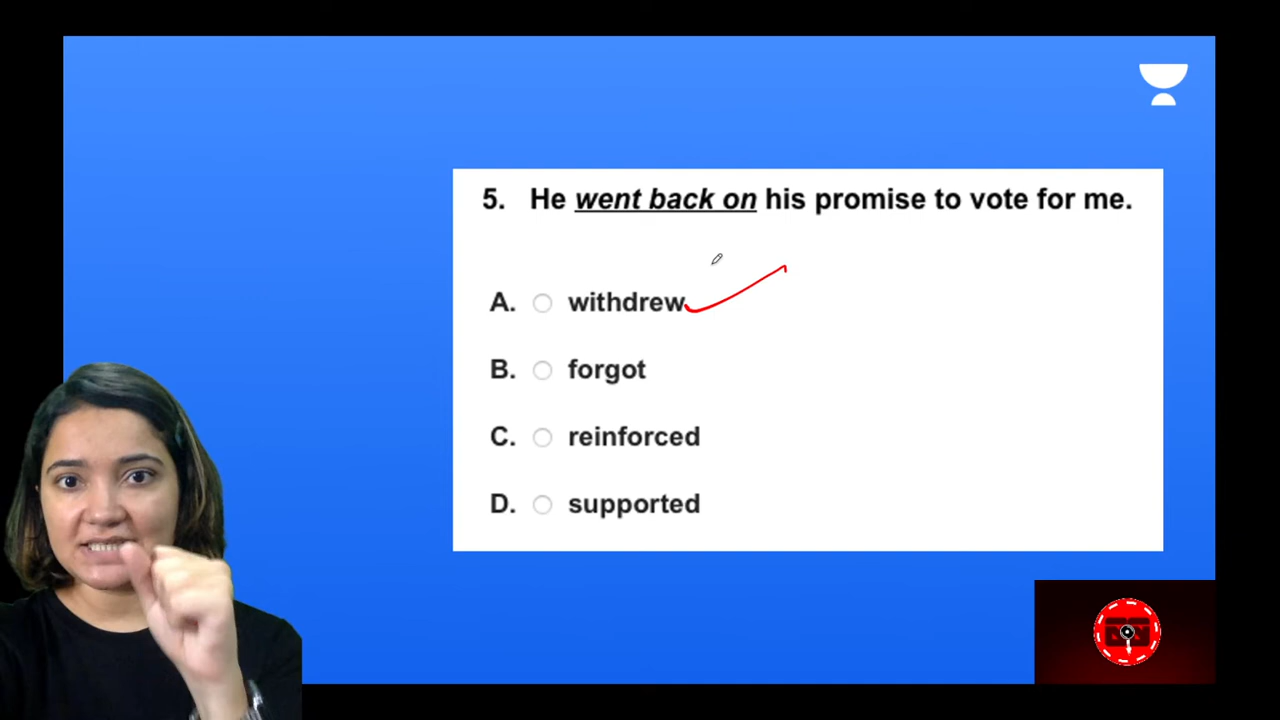 5. He went back on his promise to vote for me.
A. withdrew
B. forgot
C. reinforced
D. supported